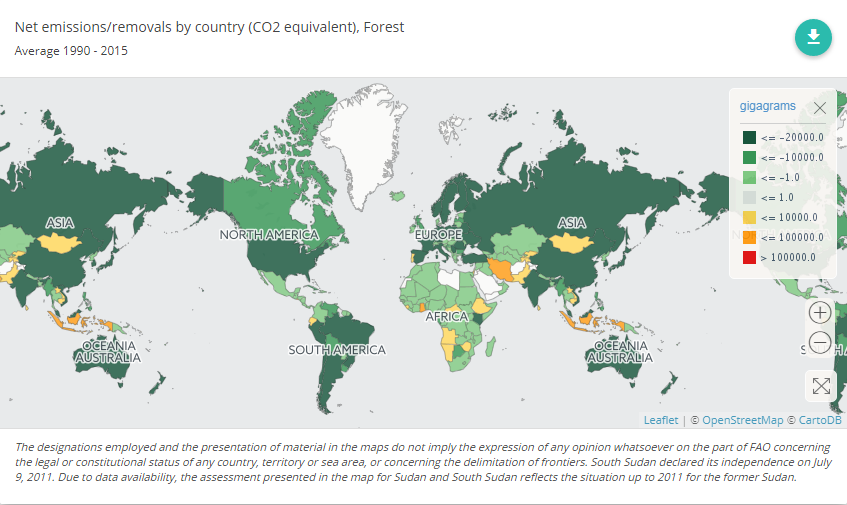 Net emissions/removals by country (CO2 equivalent), Forest
Average 1990 - 2015
gigagrams
<= -20000.0
<= -10000.0
<= -1.0
<= 1.0
<= 10000.0
<= 100000.0
> 100000.0
ASIA
NORTH AMERICA
EUROPE
ASIA
N
AFRICA
OCEANIA
AUSTRALIA
SOUTH AMERICA
OCEANIA
AUSTRALIA
S
H A
Leaflet | © OpenStreetMap © CartoDB
The designations employed and the presentation of material in the maps do not imply the expression of any opinion whatsoever on the part of FAO concerning
the legal or constitutional status of any country, territory or sea area, or concerning the delimitation of frontiers. South Sudan declared its independence on July
9, 2011. Due to data availability, the assessment presented in the map for Sudan and South Sudan reflects the situation up to 2011 for the former Sudan.